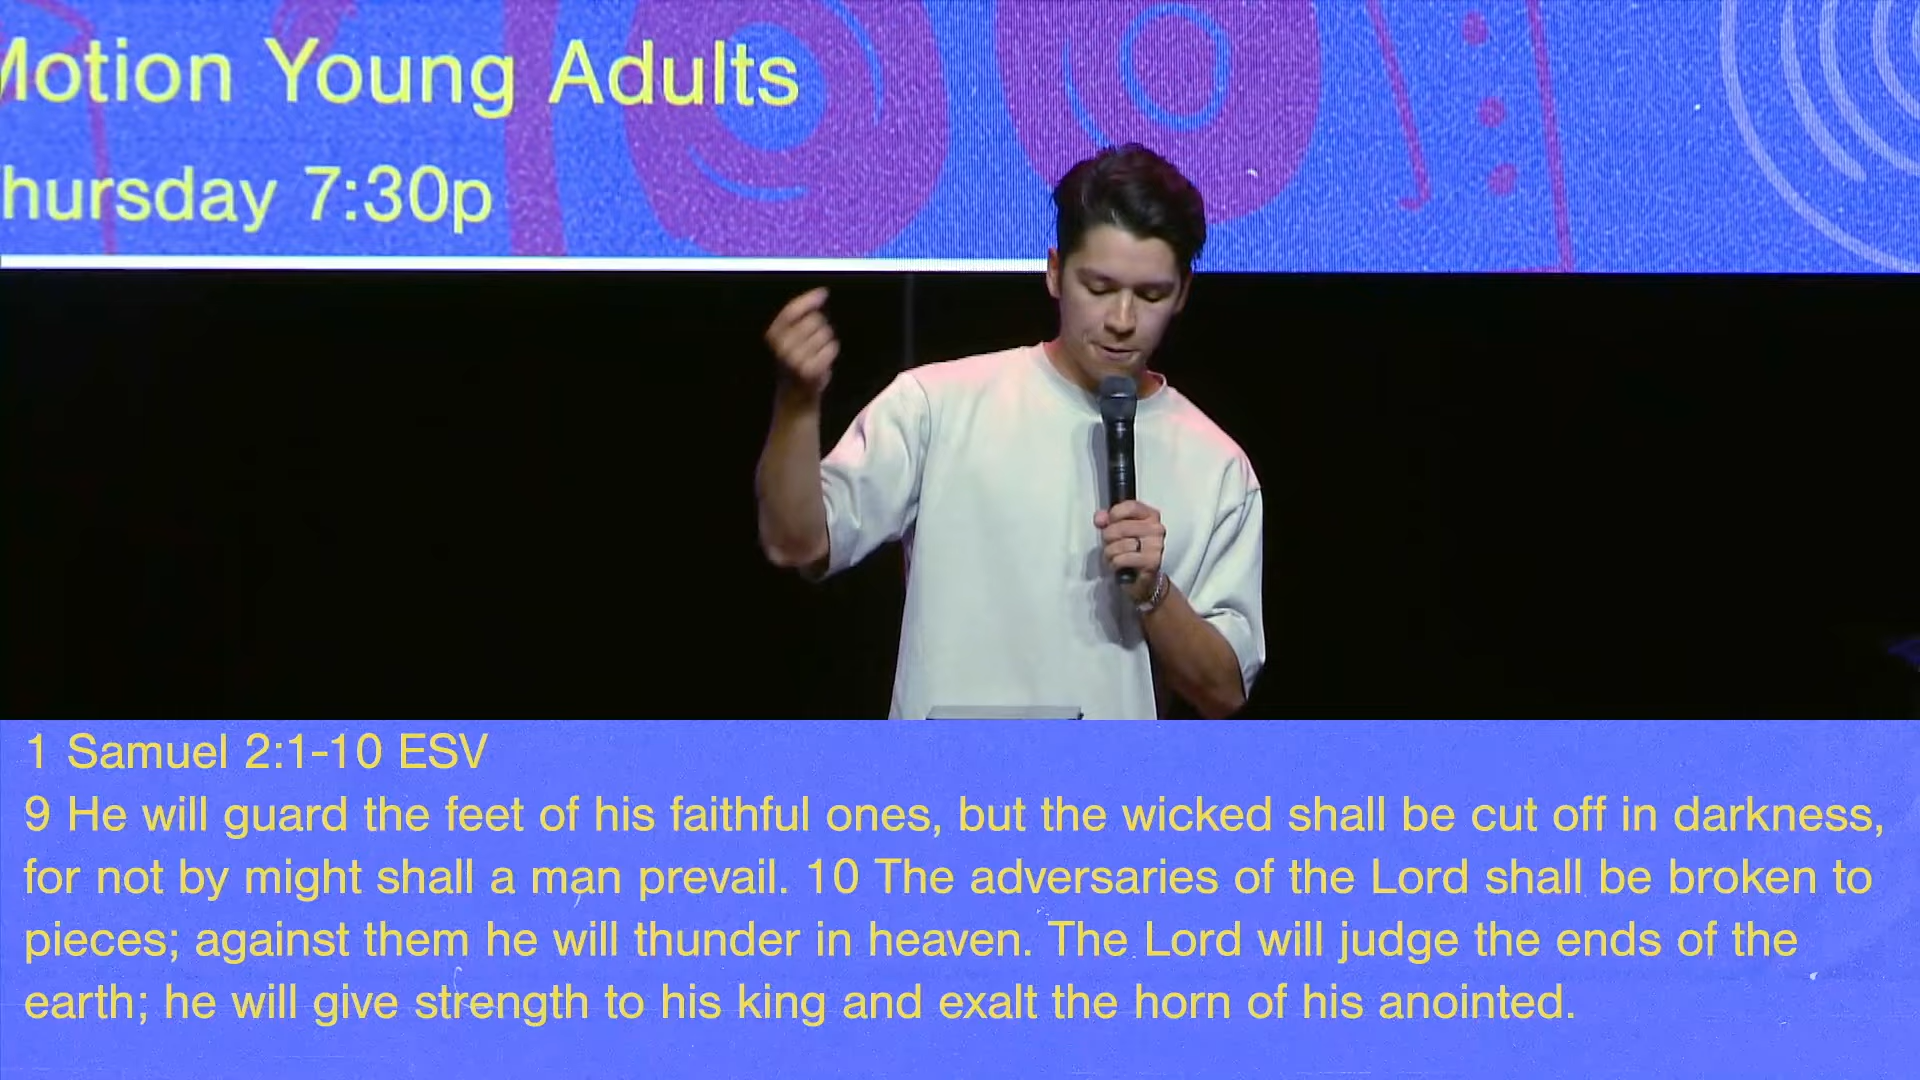 Motion Young Adults
hursday 7:30p
1 Samuel 2:1-10 ESV
9 He will guard the feet of his faithful ones, but the wicked shall be cut off in darkness,
for not by might shall a man prevail. 10 The adversaries of the Lord shall be broken to
pieces; against them he will thunder in heaven. The Lord will judge the ends of the
earth; he will give strength to his king and exalt the horn of his anointed.